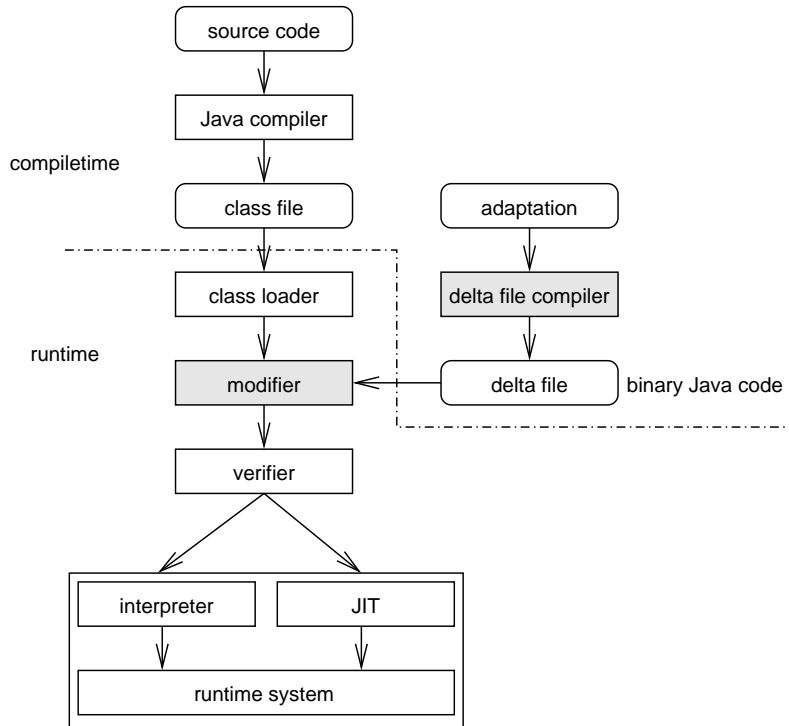 source code
Java compiler
compiletime
class file
adaptation
class loader
delta file compiler
runtime
modifier
delta file
binary Java code
verifier
interpreter
JIT
runtime system